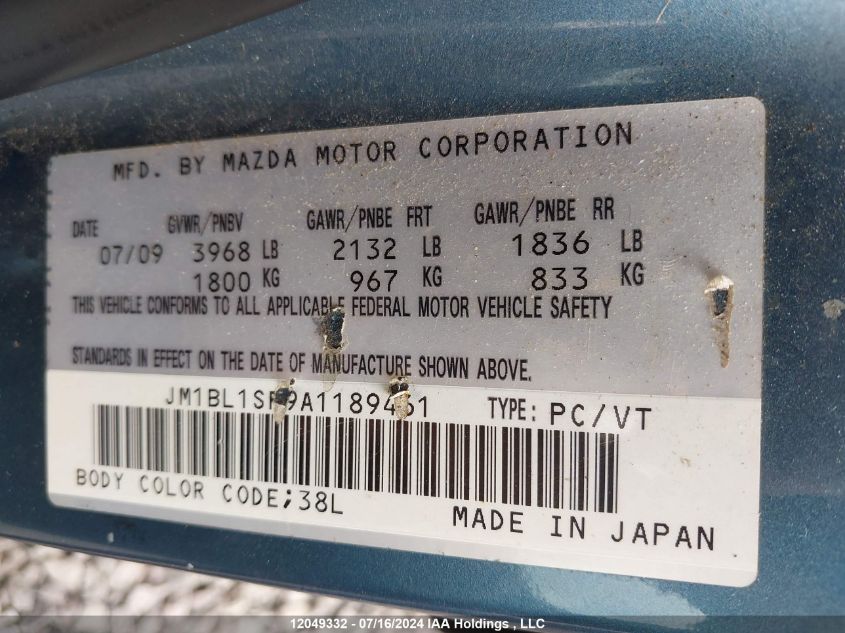 MFD. BY MAZDA MOTOR CORPORATION
DATE GVWR/PNBV GAWR/PNBE FRT GAWR/PNBE RR
07/09 3968 LB 2132 LB 1836 LB
1800 KG 967 KG 833 KG
THIS VEHICLE CONFORMS TO ALL APPLICABLE FEDERAL MOTOR VEHICLE SAFETY
STANDARDS IN EFFECT ON THE DATE OF MANUFACTURE SHOWN ABOVE.
TYPE: PC/VT
BODY COLOR CODE;38L
MADE IN JAPAN
12049332 - 07/16/2024 IAA Holdings , LLC